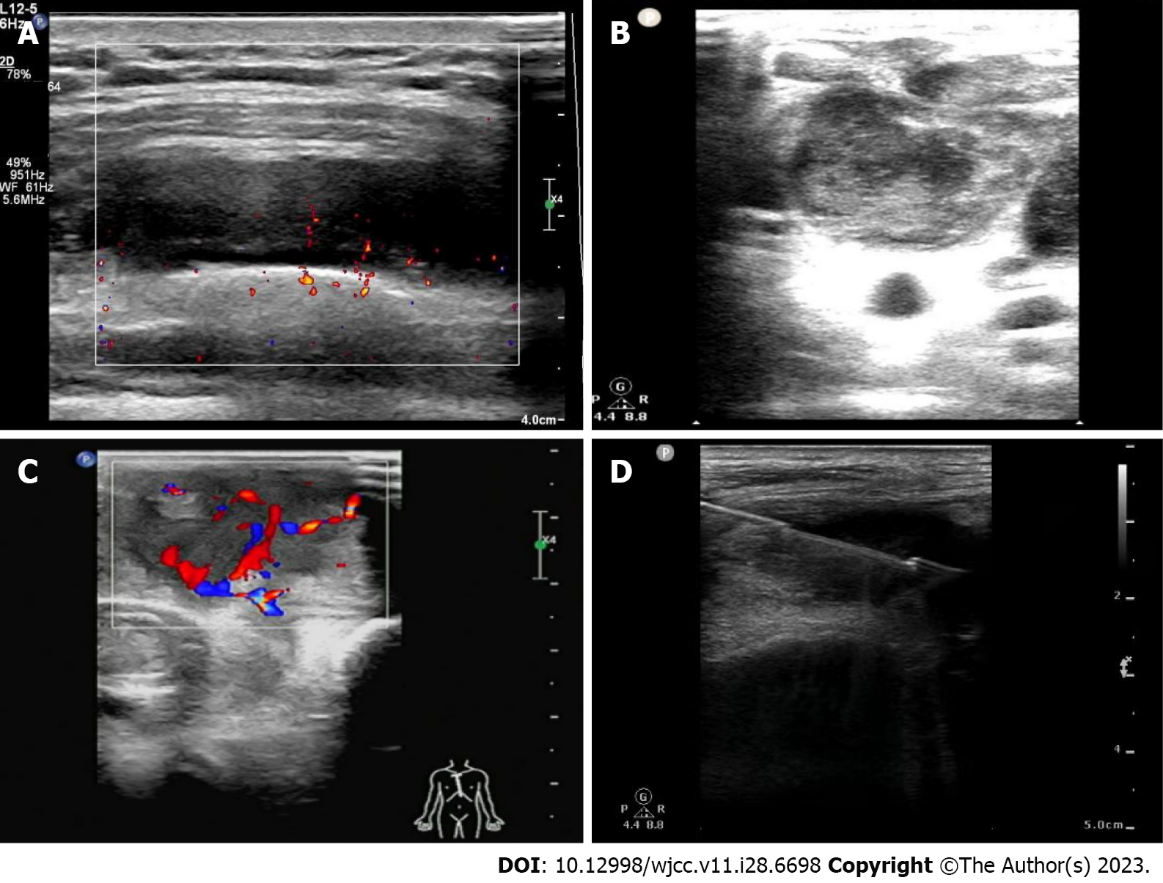 L12-5
6Hz P
A
2D
78%
64
49%
951Hz
WF 61Hz
5.6MHz
X4
4.0cm
B
P
G
P R
4.4 8.8
C
P
X4
D
P
2
x
4
G
P R
4.4 8.8
5.0cm
DOI: 10.12998/wjcc.v11.i28.6698 Copyright ©The Author(s) 2023.